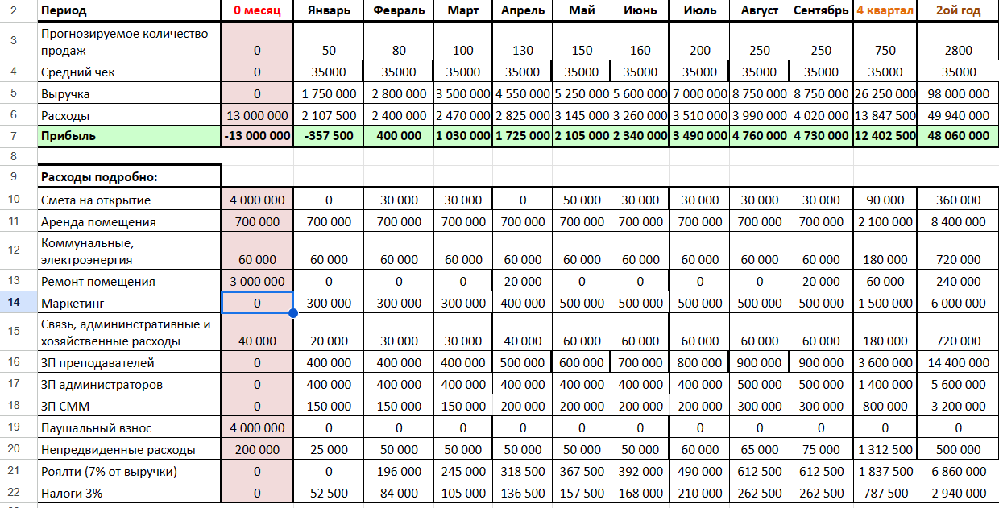 2 Период 0 месяц Январь Февраль Март Апрель Май Июнь Июль Август Сентябрь 4 квартал 2ой год
Прогнозируемое количество
3 продаж 0 50 80 100 130 150 160 200 250 250 750 2800
4 Средний чек 0 35000 35000 35000 35000 35000 35000 35000 35000 35000 35000 35000
5 Выручка 0 1 750 000 2 800 000 3 500 000 4 550 000 5 250 000 5 600 000 7 000 000 8 750 000 8 750 000 26 250 000 98 000 000
6 Расходы 13 000 000 2 107 500 2 400 000 2 470 000 2 825 000 3 145 000 3 260 000 3 510 000 3 990 000 4 020 000 13 847 500 49 940 000
7 Прибыль -13 000 000 -357 500 400 000 1 030 000 1 725 000 2 105 000 2 340 000 3 490 000 4 760 000 4 730 000 12 402 500 48 060 000
8
9 Расходы подробно:
10 Смета на открытие 4 000 000 0 30 000 30 000 0 50 000 30 000 30 000 30 000 30 000 90 000 360 000
11 Аренда помещения 700 000 700 000 700 000 700 000 700 000 700 000 700 000 700 000 700 000 700 000 2 100 000 8 400 000
Коммунальные,
12 электроэнергия 60 000 60 000 60 000 60 000 60 000 60 000 60 000 60 000 60 000 60 000 180 000 720 000
13 Ремонт помещения 3 000 000 0 0 0 20 000 0 0 0 0 20 000 60 000 240 000
14 Маркетинг 0 300 000 300 000 300 000 400 000 500 000 500 000 500 000 500 000 500 000 1 500 000 6 000 000
Связь, админинстративные и
15 хозяйственные расходы 40 000 20 000 30 000 30 000 40 000 60 000 60 000 60 000 60 000 60 000 180 000 720 000
16 ЗП преподавателей 0 400 000 400 000 400 000 500 000 600 000 700 000 800 000 900 000 900 000 3 600 000 14 400 000
17 ЗП администраторов 0 400 000 400 000 400 000 400 000 400 000 400 000 400 000 500 000 500 000 1 400 000 5 600 000
18 ЗП СММ 0 150 000 150 000 150 000 200 000 200 000 200 000 200 000 300 000 300 000 800 000 3 200 000
19 Паушальный взнос 4 000 000 0 0 0 0 0 0 0 0 0 0 0
20 Непредвиденные расходы 200 000 25 000 50 000 50 000 50 000 50 000 50 000 60 000 65 000 75 000 1 312 500 500 000
21 Роялти (7% от выручки) 0 0 196 000 245 000 318 500 367 500 392 000 490 000 612 500 612 500 1 837 500 6 860 000
22 Налоги 3% 0 52 500 84 000 105 000 136 500 157 500 168 000 210 000 262 500 262 500 787 500 2 940 000